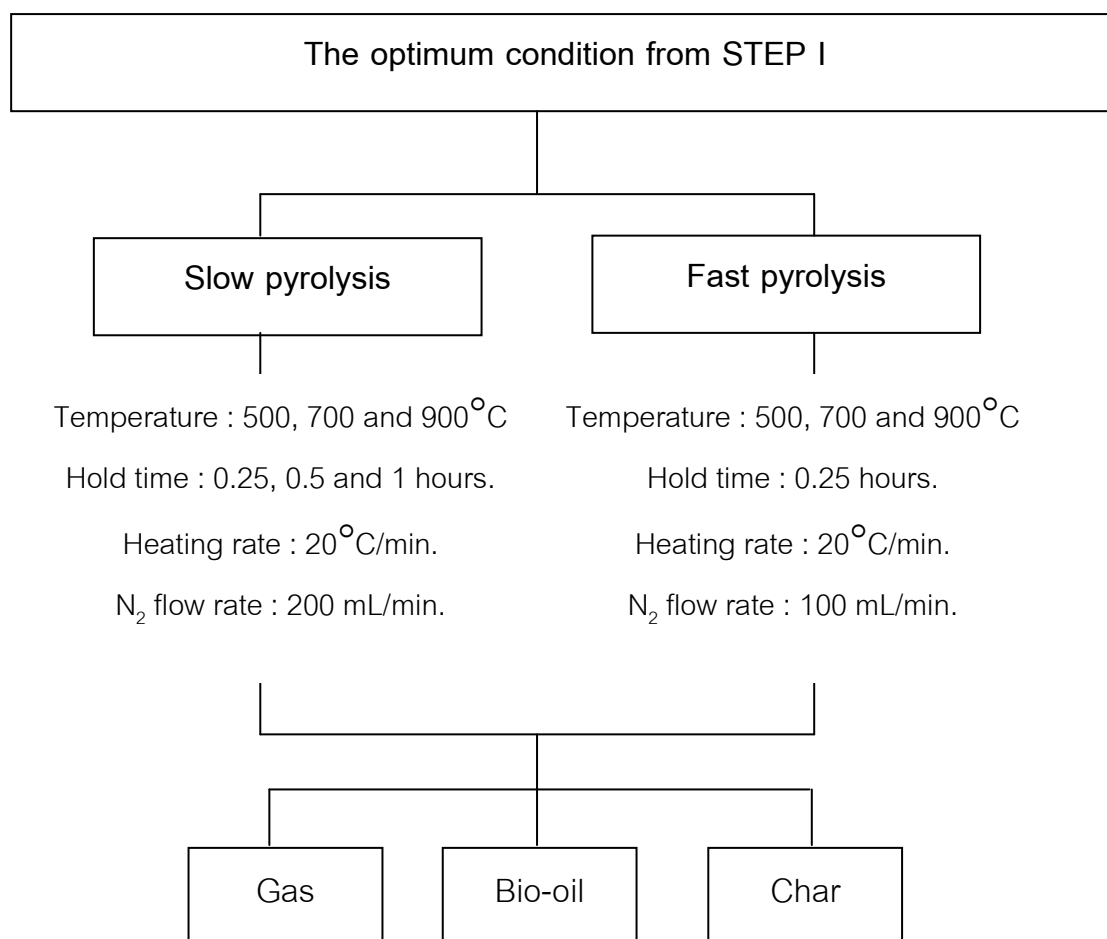 The optimum condition from STEP I
Slow pyrolysis
Fast pyrolysis
Temperature : 500, 700 and 900°C
Hold time : 0.25, 0.5 and 1 hours.
Heating rate : 20°C/min.
N₂ flow rate : 200 mL/min.
Temperature : 500, 700 and 900°C
Hold time : 0.25 hours.
Heating rate : 20°C/min.
N₂ flow rate : 100 mL/min.
Gas
Bio-oil
Char